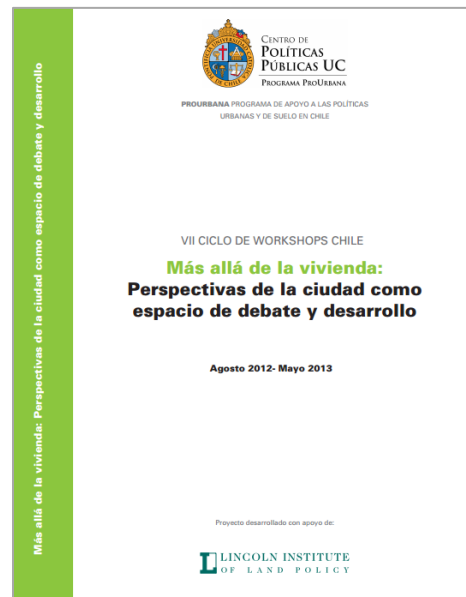 Más allá de la vivienda: Perspectivas de la ciudad como espacio de debate y desarrollo
CENTRO DE
POLÍTICAS
PÚBLICAS UC
PROGRAMA PROURBANA
PROURBANA PROGRAMA DE APOYO A LAS POLÍTICAS
URBANAS Y DE SUELO EN CHILE
VII CICLO DE WORKSHOPS CHILE
Más allá de la vivienda:
Perspectivas de la ciudad como
espacio de debate y desarrollo
Agosto 2012- Mayo 2013
Proyecto desarrollado con apoyo de:
LINCOLN INSTITUTE
OF LAND POLICY